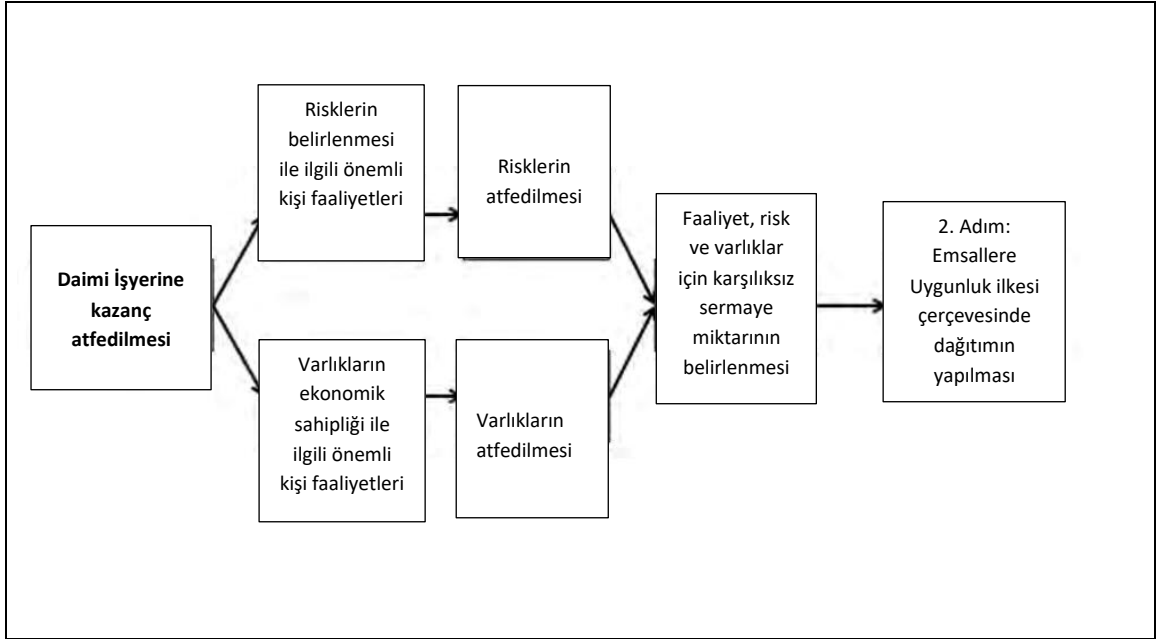 Daimi İşyerine
kazanç
atfedilmesi
Risklerin
belirlenmesi
ile ilgili önemli
kişi faaliyetleri
Risklerin
atfedilmesi
Varlıkların
ekonomik
sahipliği ile
ilgili önemli
kişi faaliyetleri
Varlıkların
atfedilmesi
Faaliyet, risk
ve varlıklar
için karşılıksız
sermaye
miktarının
belirlenmesi
2. Adım:
Emsallere
Uygunluk ilkesi
çerçevesinde
dağıtımın
yapılması